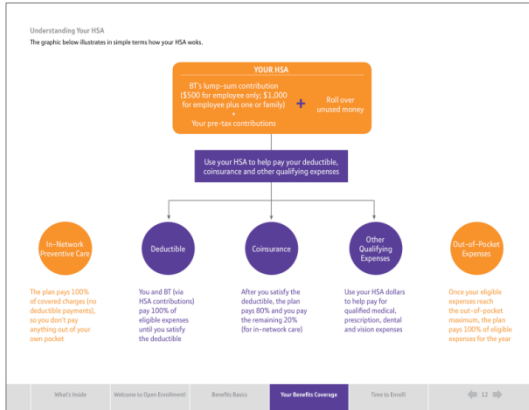 Understanding Your HSA
The graphic below illustrates in simple terms how your HSA woks.
YOUR HSA
BT's lump-sum contribution
($500 for employee only; $1,000
for employee plus one or family)
+
Your pre-tax contributions
+
Roll over
unused money
Use your HSA to help pay your deductible,
coinsurance and other qualifying expenses
In-Network
Preventive Care
The plan pays 100%
of covered charges (no
deductible payments),
so you don't pay
anything out of your
own pocket
Deductible
You and BT (via
HSA contributions)
pay 100% of
eligible expenses
until you satisfy
the deductible
Coinsurance
After you satisfy the
deductible, the plan
pays 80% and you pay
the remaining 20%
(for in-network care)
Other
Qualifying
Expenses
Use your HSA dollars
to help pay for
qualified medical,
prescription, dental
and vision expenses
Out-of-Pocket
Expenses
Once your eligible
expenses reach
the out-of-pocket
maximum, the plan
pays 100% of eligible
expenses for the year
What's Inside
Welcome to Open Enrollment!
Benefits Basics
Your Benefits Coverage
Time to Enroll!
12